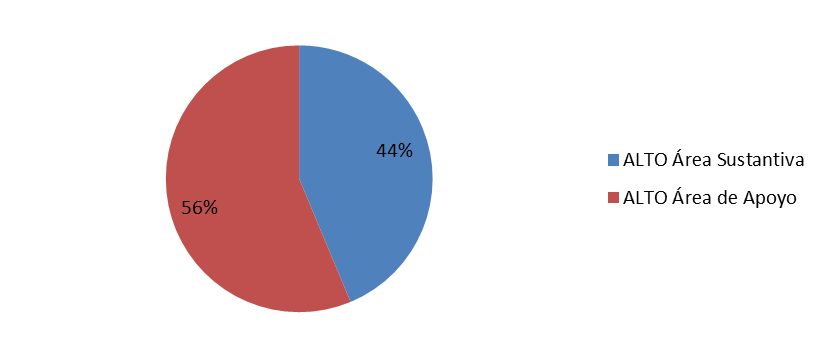 44%
56%
ALTO Área Sustantiva
ALTO Área de Apoyo